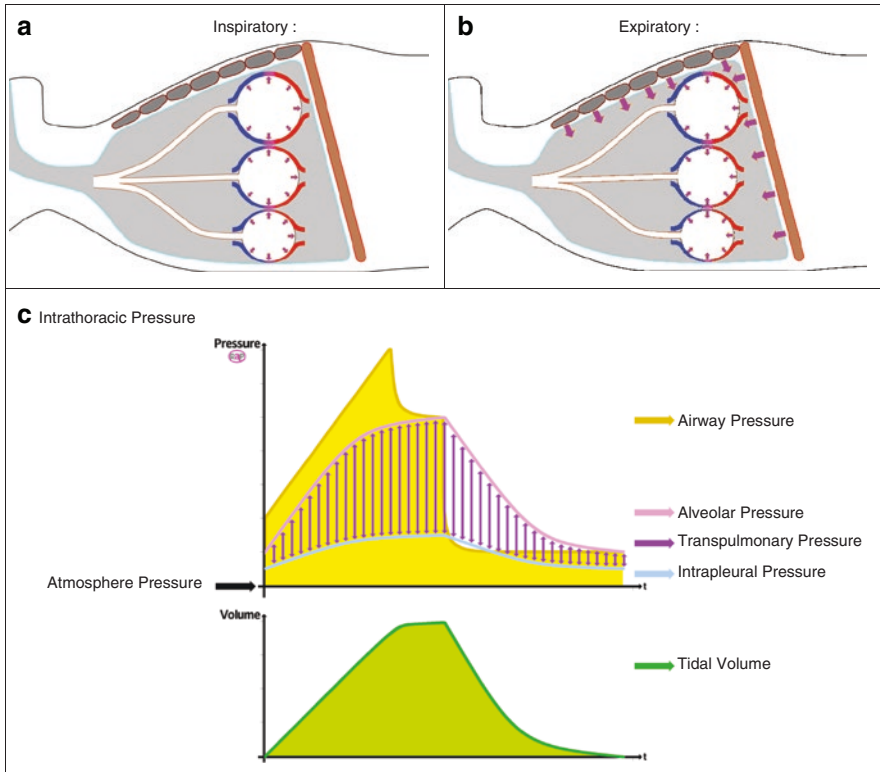 a Inspiratory :
b Expiratory :
c Intrathoracic Pressure
Pressure
Airway Pressure
Alveolar Pressure
Transpulmonary Pressure
Intrapleural Pressure
Atmosphere Pressure
t
Volume
Tidal Volume
t